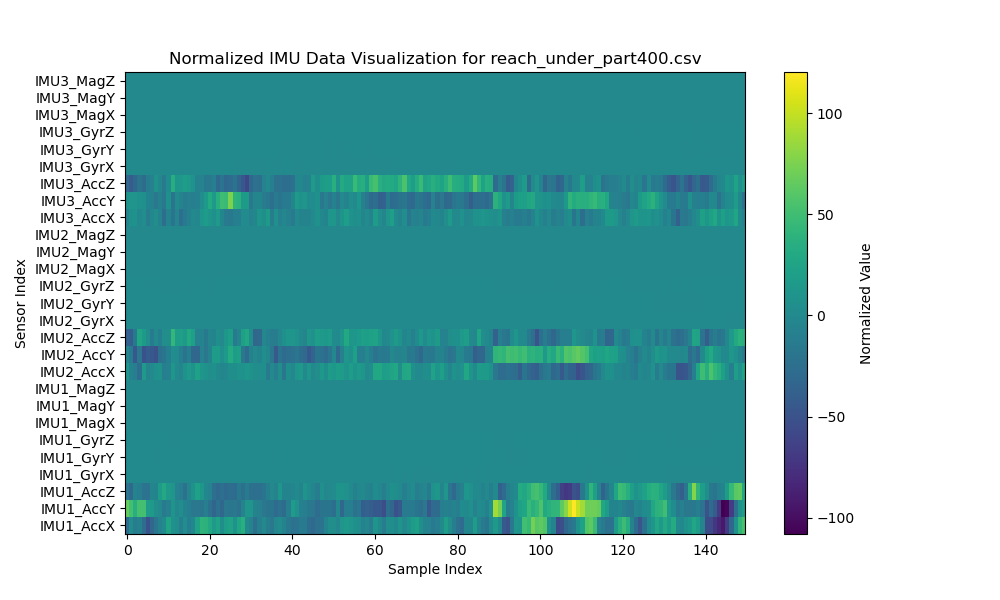 Normalized IMU Data Visualization for reach_under_part400.csv
IMU3_MagZ
IMU3_MagY
IMU3_MagX
IMU3_GyrZ
IMU3_GyrY
IMU3_GyrX
IMU3_AccZ
IMU3_AccY
IMU3_AccX
IMU2_MagZ
IMU2_MagY
IMU2_MagX
IMU2_GyrZ
IMU2_GyrY
IMU2_GyrX
IMU2_AccZ
IMU2_AccY
IMU2_AccX
IMU1_MagZ
IMU1_MagY
IMU1_MagX
IMU1_GyrZ
IMU1_GyrY
IMU1_GyrX
IMU1_AccZ
IMU1_AccY
IMU1_AccX
Sensor Index
0 20 40 60 80 100 120 140
Sample Index
100
50
0
−50
−100
Normalized Value